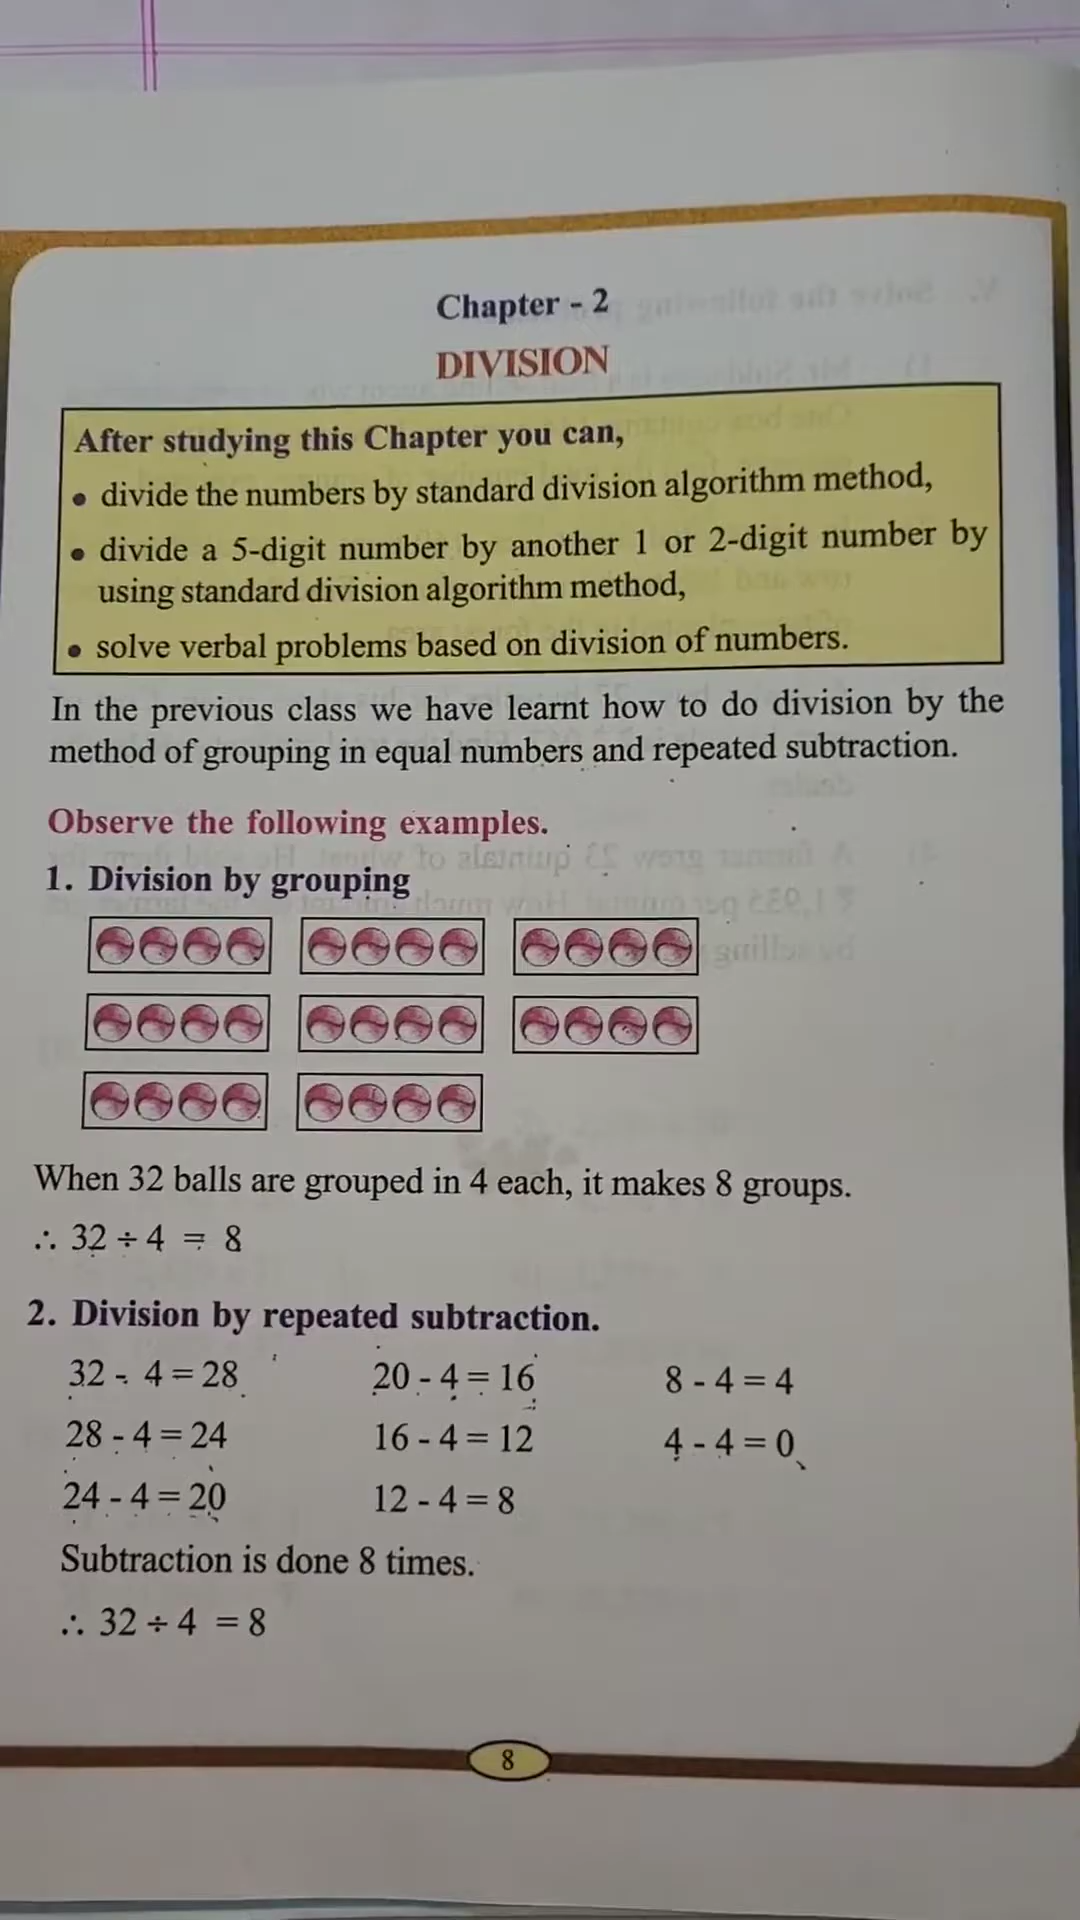 Chapter - 2
DIVISION
After studying this Chapter you can,
• divide the numbers by standard division algorithm method,
• divide a 5-digit number by another 1 or 2-digit number by
using standard division algorithm method,
• solve verbal problems based on division of numbers.
In the previous class we have learnt how to do division by the
method of grouping in equal numbers and repeated subtraction.
Observe the following examples.
1. Division by grouping
When 32 balls are grouped in 4 each, it makes 8 groups.
∴ 32 ÷ 4 = 8
2. Division by repeated subtraction.
32 - 4 = 28 20 - 4 = 16 8 - 4 = 4
28 - 4 = 24 16 - 4 = 12 4 - 4 = 0
24 - 4 = 20 12 - 4 = 8
Subtraction is done 8 times.
∴ 32 ÷ 4 = 8
8